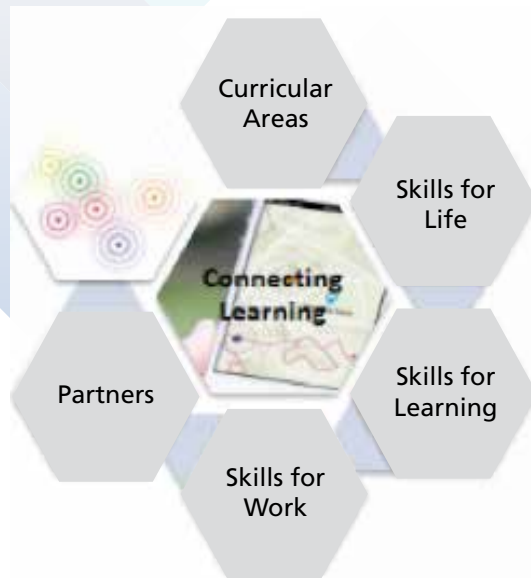 Curricular
Areas
Skills for
Life
Connecting
Learning
Skills for
Learning
Partners
Skills for
Work